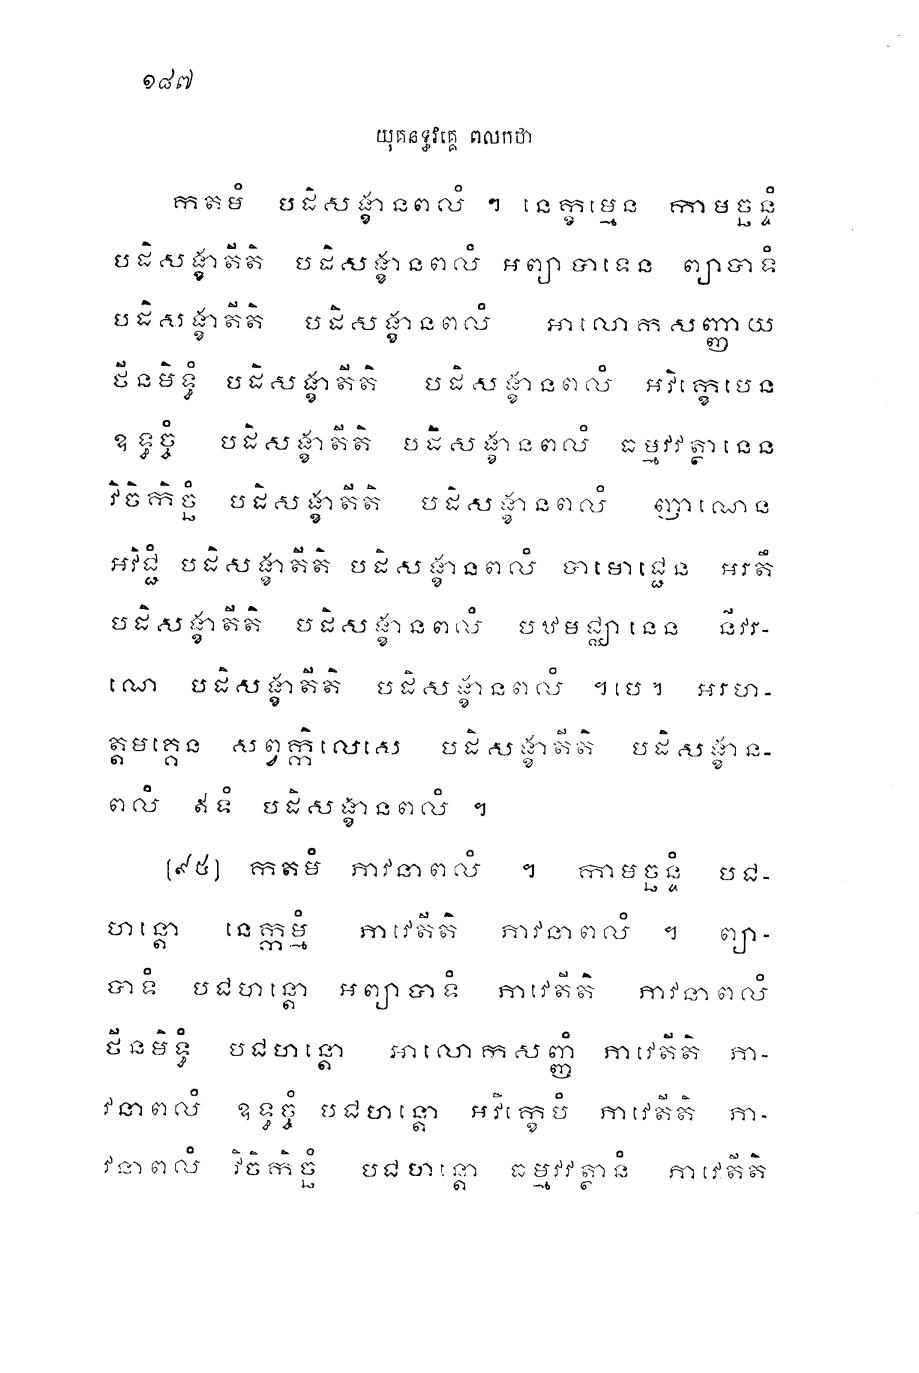 ១៨៧
យុគនទ្ធវគ្គេ ពលកថា
កតមំ បដិសង្ខានពលំ ។ នេក្ខម្មេន កាមច្ឆន្ទំ
បដិសង្ខាតីតិ បដិសង្ខានពលំ អព្យាបាទេន ព្យាបាទំ
បដិសង្ខាតីតិ បដិសង្ខានពលំ អាលោកសញ្ញាយ
ថីនមិទ្ធំ បដិសង្ខាតីតិ បដិសង្ខានពលំ អវិក្ខេបេន
ឧទ្ធច្ចំ បដិសង្ខាតីតិ បដិសង្ខានពលំ ធម្មវវត្ថានេន
វិចិកិច្ឆំ បដិសង្ខាតីតិ បដិសង្ខានពលំ ញាណេន
អវិជ្ជំ បដិសង្ខាតីតិ បដិសង្ខានពលំ បាមោជ្ជេន អរតឹ
បដិសង្ខាតីតិ បដិសង្ខានពលំ បឋមជ្ឈានេន នីវរ-
ណេ បដិសង្ខាតីតិ បដិសង្ខានពលំ ។បេ។ អរហ-
ត្តមគ្គេន សព្វក្កិលេសេ បដិសង្ខាតីតិ បដិសង្ខាន-
ពលំ ឥទំ បដិសង្ខានពលំ ។
[៩៥] កតមំ ភាវនាពលំ ។ កាមច្ឆន្ទំ បជ-
ហន្តោ នេក្ខម្មំ ភាវេតីតិ ភាវនាពលំ ។ ព្យា-
បាទំ បជហន្តោ អព្យាបាទំ ភាវេតីតិ ភាវនាពលំ
ថីនមិទ្ធំ បជហន្តោ អាលោកសញ្ញំ ភាវេតីតិ ភា-
វនាពលំ ឧទ្ធច្ចំ បជហន្តោ អវិក្ខេបំ ភាវេតីតិ ភា-
វនាពលំ វិចិកិច្ឆំ បជហន្តោ ធម្មវវត្ថានំ ភាវេតីតិ